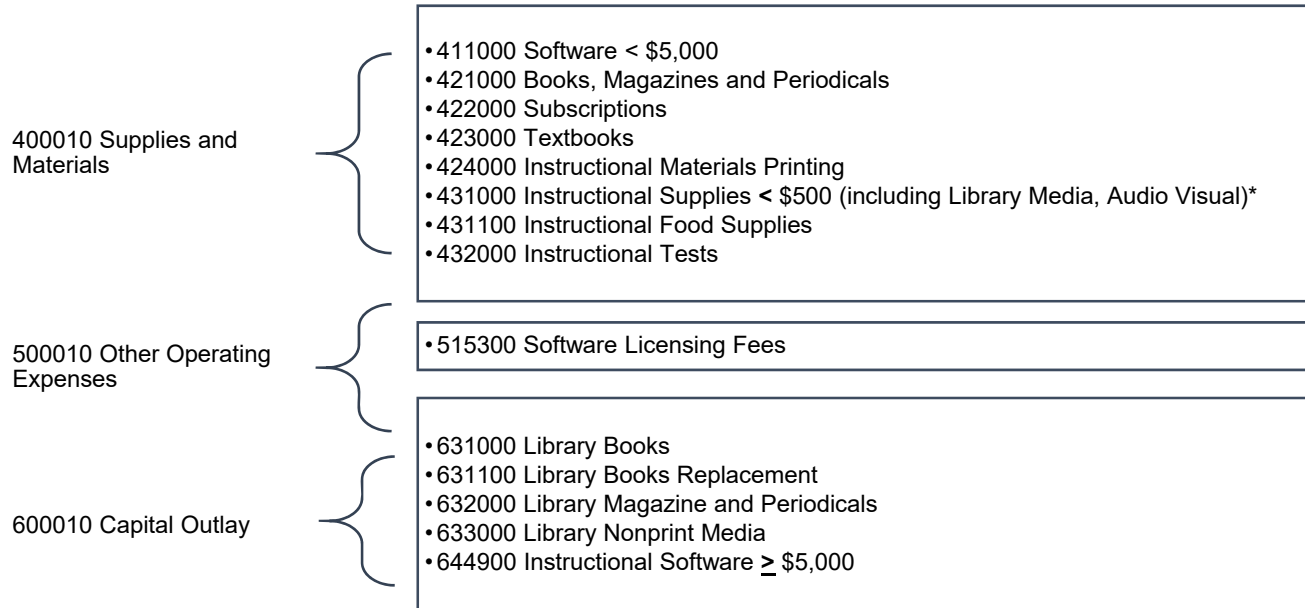 400010 Supplies and
Materials
•411000 Software < $5,000
•421000 Books, Magazines and Periodicals
•422000 Subscriptions
•423000 Textbooks
•424000 Instructional Materials Printing
•431000 Instructional Supplies < $500 (including Library Media, Audio Visual)*
•431100 Instructional Food Supplies
•432000 Instructional Tests
500010 Other Operating
Expenses
•515300 Software Licensing Fees
600010 Capital Outlay
•631000 Library Books
•631100 Library Books Replacement
•632000 Library Magazine and Periodicals
•633000 Library Nonprint Media
•644900 Instructional Software ≥ $5,000